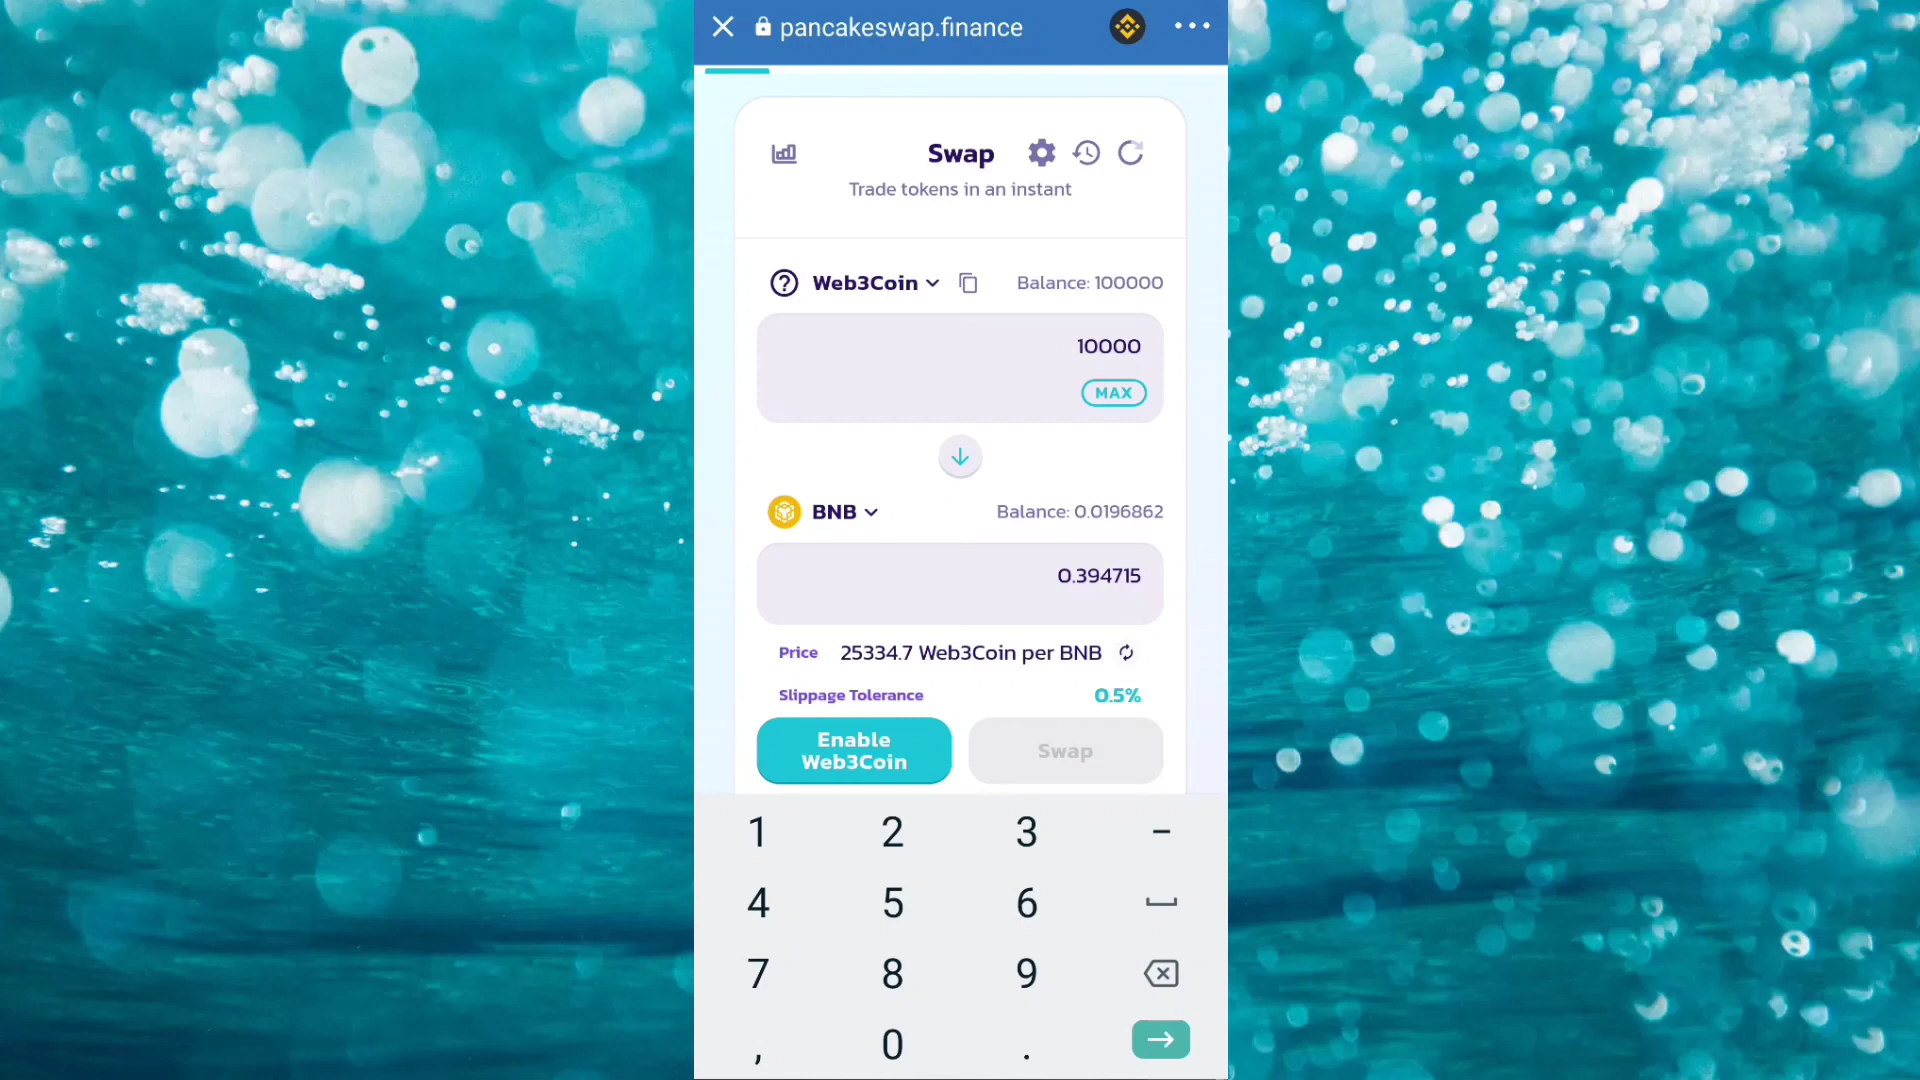 pancakeswap.finance
Swap
Trade tokens in an instant
Web3Coin
Balance: 100000
10000
MAX
BNB
Balance: 0.0196862
0.394715
Price 25334.7 Web3Coin per BNB
Slippage Tolerance 0.5%
Enable
Web3Coin
Swap
1 2 3 -
4 5 6
7 8 9
, 0 .